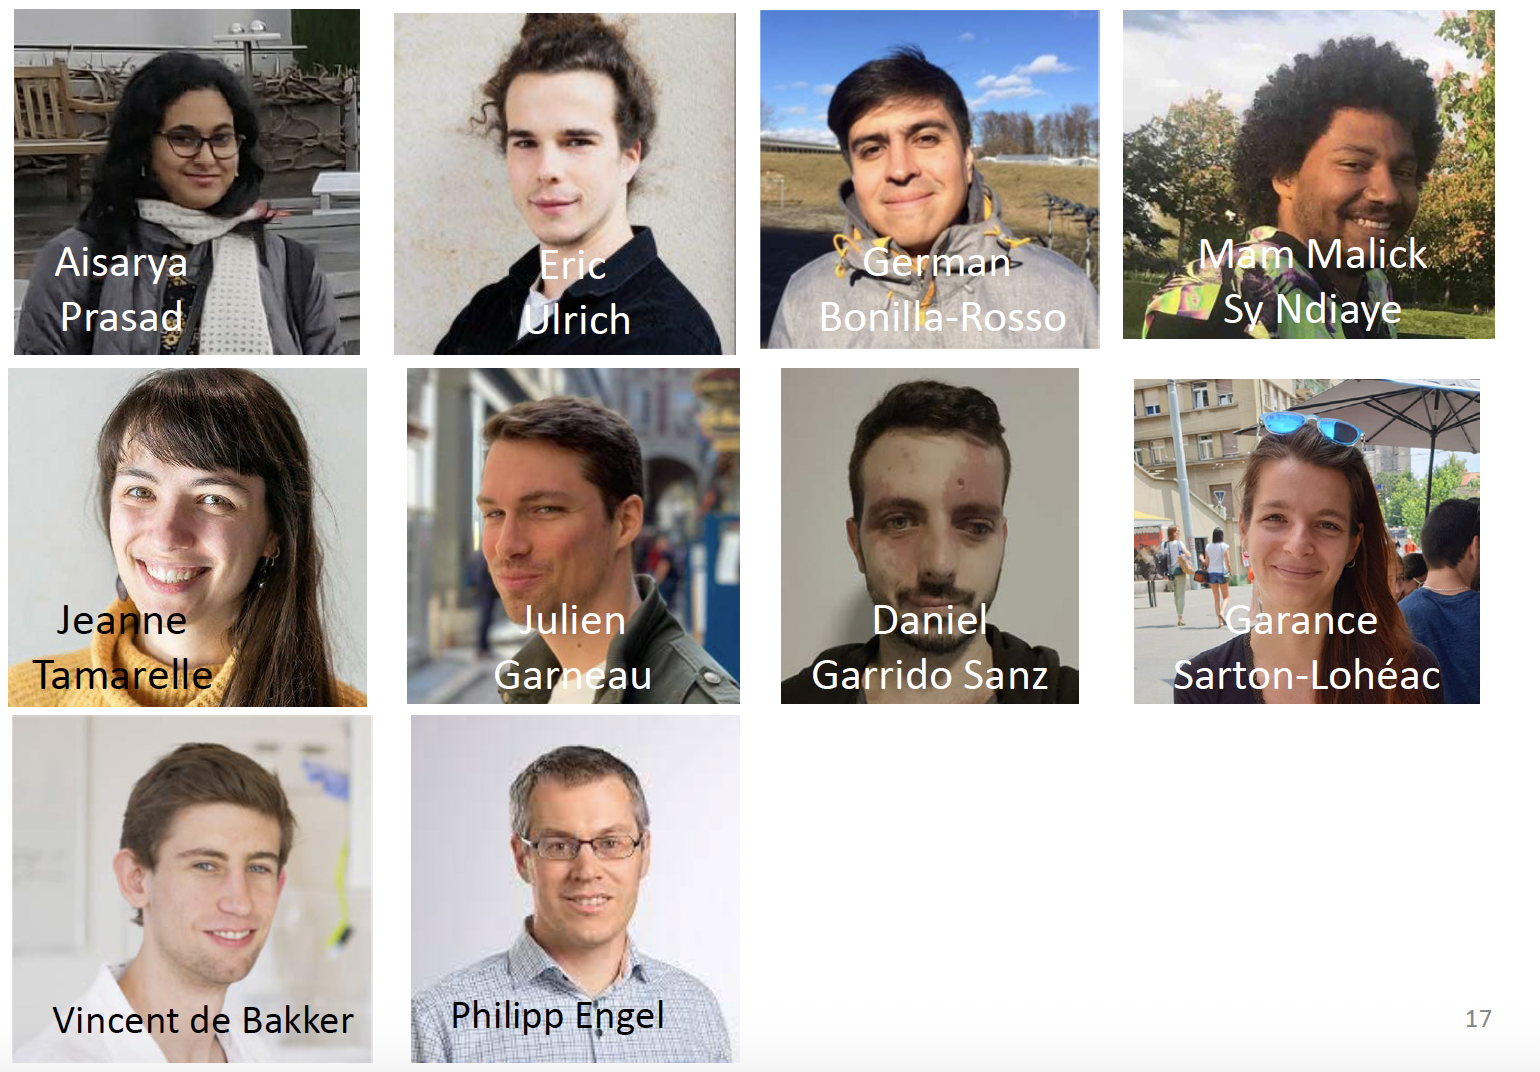 Aisarya
Prasad
Eric
Ulrich
German
Bonilla-Rosso
Mam Malick
Sy Ndiaye
Jeanne
Tamarelle
Julien
Garneau
Daniel
Garrido Sanz
Garance
Sarton-Lohéac
Vincent de Bakker
Philipp Engel
17